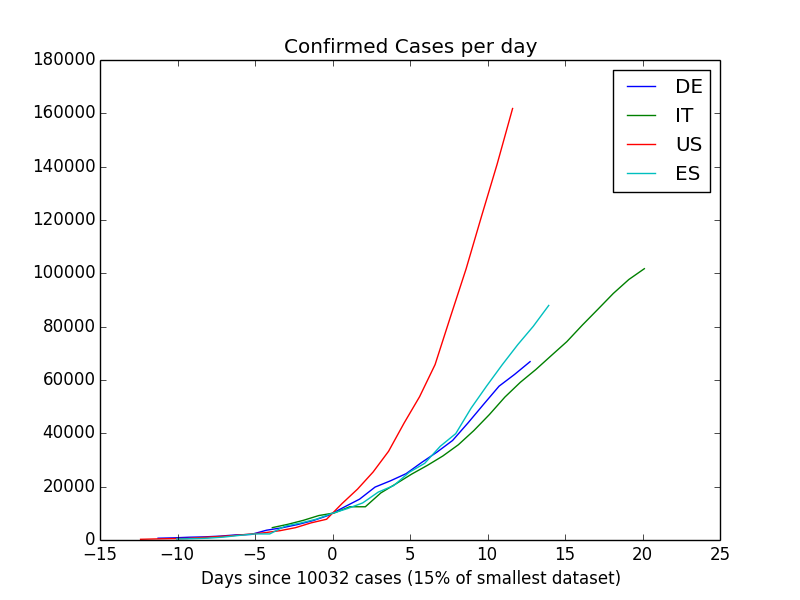 Confirmed Cases per day
180000
160000
140000
120000
100000
80000
60000
40000
20000
0
−15 −10 −5 0 5 10 15 20 25
Days since 10032 cases (15% of smallest dataset)
DE
IT
US
ES